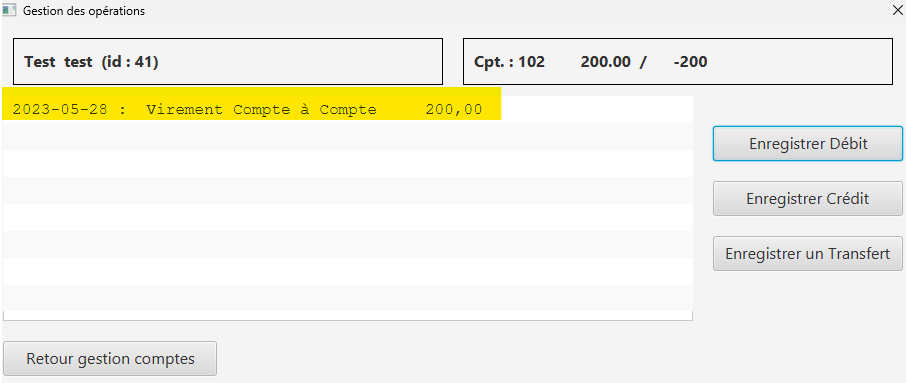 Gestion des opérations
Test test (id : 41)
Cpt. : 102 200.00 / -200
2023-05-28 : Virement Compte à Compte 200,00
Enregistrer Débit
Enregistrer Crédit
Enregistrer un Transfert
Retour gestion comptes